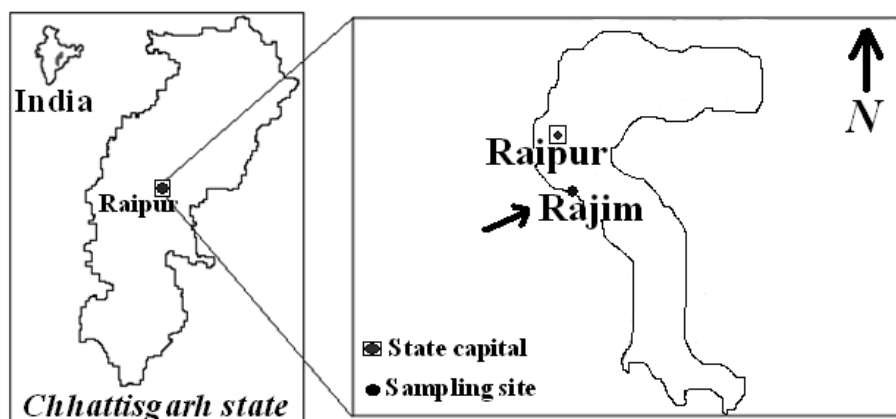 India
Raipur
Chhattisgarh state
N
Raipur
Rajim
State capital
Sampling site